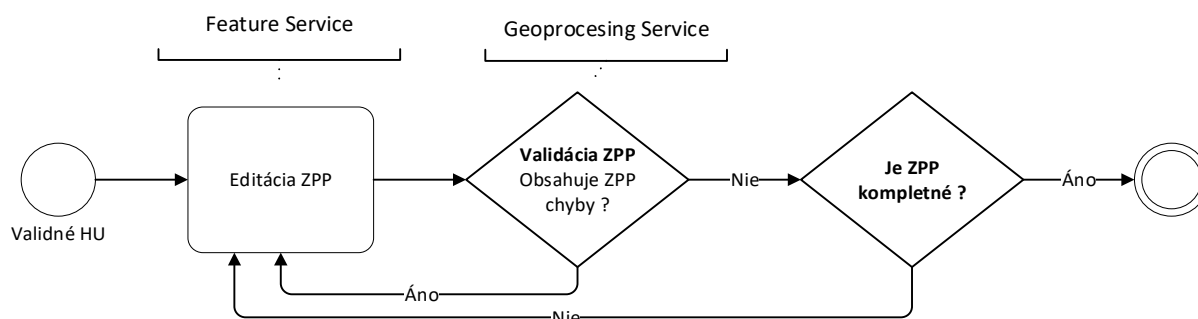 Feature Service
Geoprocesing Service
Validné HU
Editácia ZPP
Validácia ZPP
Obsahuje ZPP
chyby ?
Nie
Je ZPP
kompletné ?
Áno
Áno
Nie